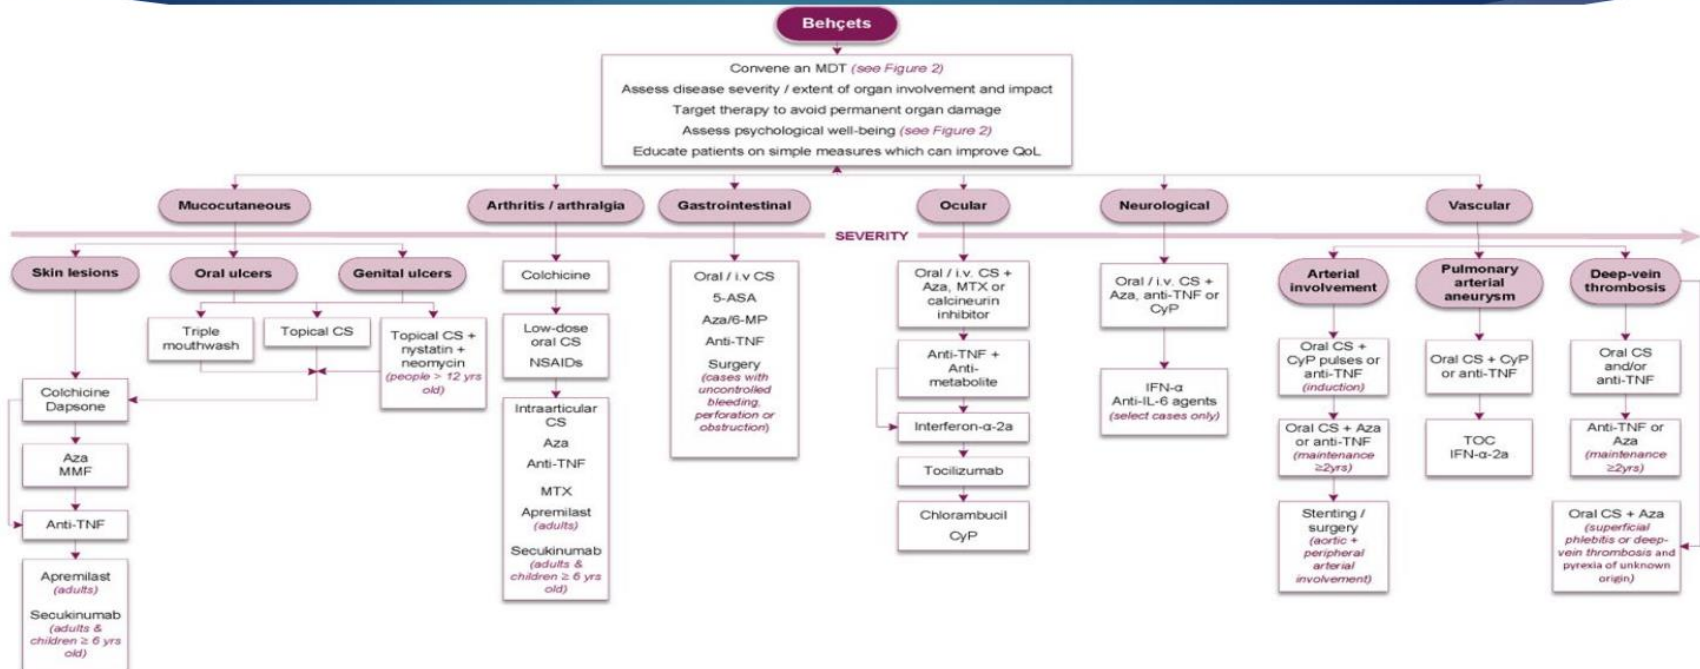 Behçets
Convene an MDT (see Figure 2)
Assess disease severity / extent of organ involvement and impact
Target therapy to avoid permanent organ damage
Assess psychological well-being (see Figure 2)
Educate patients on simple measures which can improve QoL
Mucocutaneous
Arthritis / arthralgia
Gastrointestinal
Ocular
Neurological
Vascular
SEVERITY
Skin lesions
Oral ulcers
Genital ulcers
Triple
mouthwash
Topical CS
Topical CS +
nystatin +
neomycin
(people > 12 yrs
old)
Colchicine
Dapsone
Aza
MMF
Anti-TNF
Apremilast
(adults)
Secukinumab
(adults &
children ≥ 6 yrs
old)
Colchicine
Low-dose
oral CS
NSAIDs
Intraarticular
CS
Aza
Anti-TNF
MTX
Apremilast
(adults)
Secukinumab
(adults &
children ≥ 6 yrs
old)
Oral / i.v CS
5-ASA
Aza/6-MP
Anti-TNF
Surgery
(cases with
uncontrolled
bleeding,
perforation or
obstruction)
Oral / i.v. CS +
Aza, MTX or
calcineurin
inhibitor
Anti-TNF +
Anti-
metabolite
Interferon-α-2a
Tocilizumab
Chlorambucil
CyP
Oral / i.v. CS +
Aza, anti-TNF or
CyP
IFN-α
Anti-IL-6 agents
(select cases only)
Arterial
involvement
Oral CS +
CyP pulses or
anti-TNF
(induction)
Oral CS + Aza
or anti-TNF
(maintenance
≥2yrs)
Stenting /
surgery
(aortic +
peripheral
arterial
involvement)
Pulmonary
arterial
aneurysm
Oral CS + CyP
or anti-TNF
TOC
IFN-α-2a
Deep-vein
thrombosis
Oral CS
and/or
anti-TNF
Anti-TNF or
Aza
(maintenance
≥2yrs)
Oral CS + Aza
(superficial
phlebitis or deep-
vein thrombosis and
pyrexia of unknown
origin)